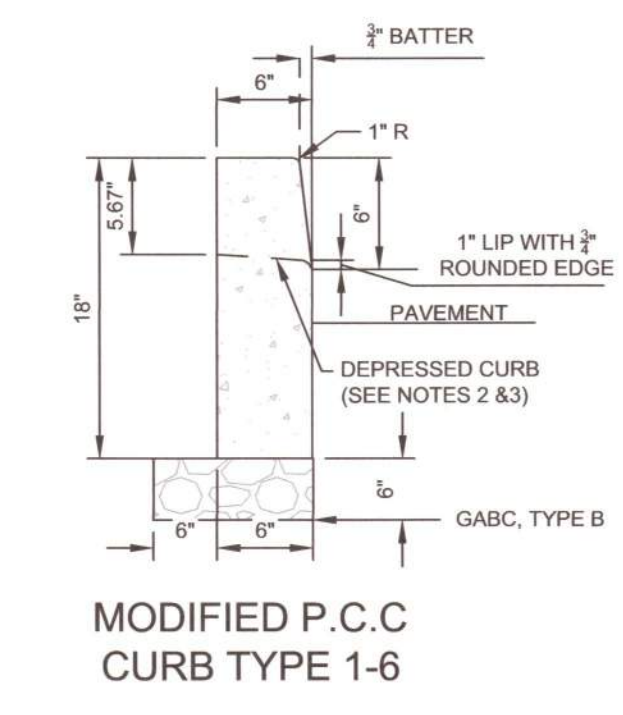 ¾" BATTER
6"
1" R
5.67"
6"
1" LIP WITH ¾"
ROUNDED EDGE
18"
PAVEMENT
DEPRESSED CURB
(SEE NOTES 2 &3)
6"
6"
6"
GABC, TYPE B
MODIFIED P.C.C
CURB TYPE 1-6